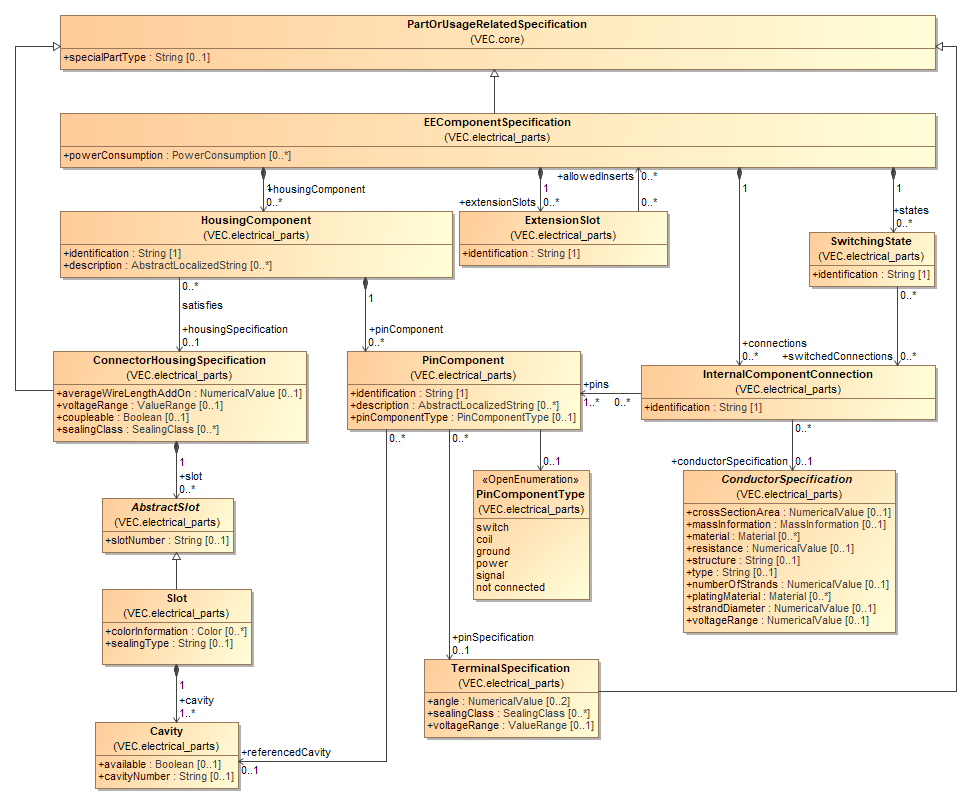 PartOrUsageRelatedSpecification
(VEC.core)
+specialPartType : String [0..1]
EEComponentSpecification
(VEC.electrical_parts)
+powerConsumption : PowerConsumption [0..*]
1
+housingComponent
0..*
+extensionSlots
1
0..*
+allowedInserts
0..*
0..*
1
1
+states
0..*
HousingComponent
(VEC.electrical_parts)
+identification : String [1]
+description : AbstractLocalizedString [0..*]
ExtensionSlot
(VEC.electrical_parts)
+identification : String [1]
SwitchingState
(VEC.electrical_parts)
+identification : String [1]
0..*
satisfies
+housingSpecification
0..1
1
+pinComponent
0..*
+connections
0..*
0..*
+switchedConnections
0..*
ConnectorHousingSpecification
(VEC.electrical_parts)
+averageWireLengthAddOn : NumericalValue [0..1]
+voltageRange : ValueRange [0..1]
+coupleable : Boolean [0..1]
+sealingClass : SealingClass [0..*]
PinComponent
(VEC.electrical_parts)
+identification : String [1]
+description : AbstractLocalizedString [0..*]
+pinComponentType : PinComponentType [0..1]
+pins
1..*
0..*
InternalComponentConnection
(VEC.electrical_parts)
+identification : String [1]
1
+slot
0..*
0..*
0..*
0..1
0..*
+conductorSpecification
0..1
AbstractSlot
(VEC.electrical_parts)
+slotNumber : String [0..1]
«OpenEnumeration»
PinComponentType
(VEC.electrical_parts)
switch
coil
ground
power
signal
not connected
ConductorSpecification
(VEC.electrical_parts)
+crossSectionArea : NumericalValue [0..1]
+massInformation : MassInformation [0..1]
+material : Material [0..*]
+resistance : NumericalValue [0..1]
+structure : String [0..1]
+type : String [0..1]
+numberOfStrands : NumericalValue [0..1]
+platingMaterial : Material [0..*]
+strandDiameter : NumericalValue [0..1]
+voltageRange : NumericalValue [0..1]
Slot
(VEC.electrical_parts)
+colorInformation : Color [0..*]
+sealingType : String [0..1]
+pinSpecification
0..1
1
+cavity
1..*
TerminalSpecification
(VEC.electrical_parts)
+angle : NumericalValue [0..2]
+sealingClass : SealingClass [0..*]
+voltageRange : ValueRange [0..1]
Cavity
(VEC.electrical_parts)
+available : Boolean [0..1]
+cavityNumber : String [0..1]
+referencedCavity
0..1